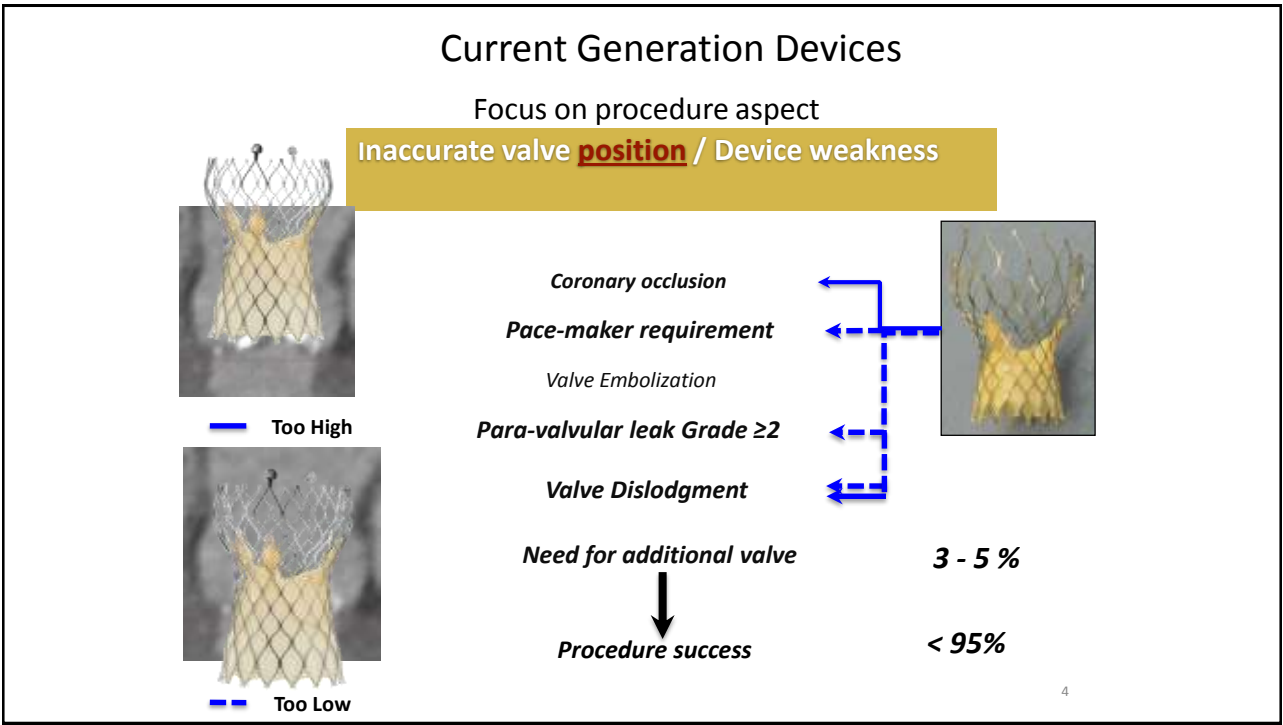 Current Generation Devices
Focus on procedure aspect
Inaccurate valve position / Device weakness
Coronary occlusion
Pace-maker requirement
Valve Embolization
Too High
Para-valvular leak Grade ≥2
Valve Dislodgment
Need for additional valve
3 - 5 %
Procedure success
< 95%
Too Low
4